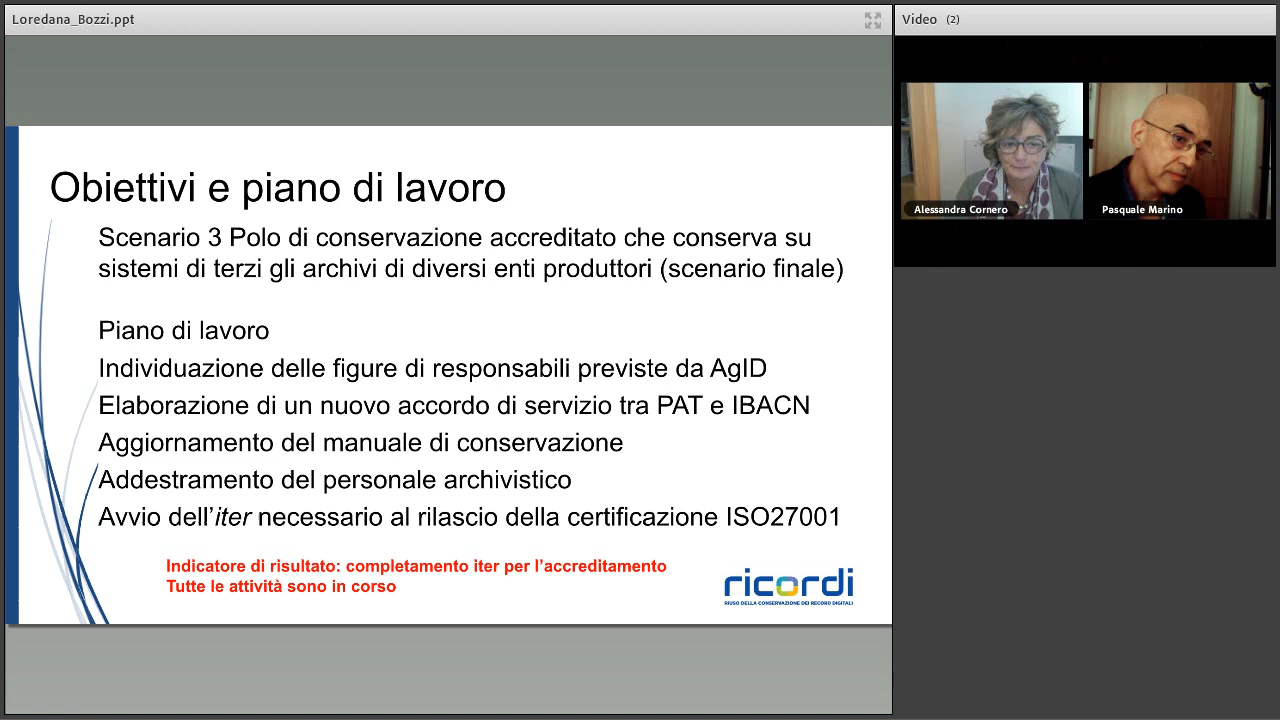 Loredana_Bozzi.ppt
Video (2)
Alessandra Cornero
Pasquale Marino
Obiettivi e piano di lavoro
Scenario 3 Polo di conservazione accreditato che conserva su
sistemi di terzi gli archivi di diversi enti produttori (scenario finale)
Piano di lavoro
Individuazione delle figure di responsabili previste da AgID
Elaborazione di un nuovo accordo di servizio tra PAT e IBACN
Aggiornamento del manuale di conservazione
Addestramento del personale archivistico
Avvio dell’iter necessario al rilascio della certificazione ISO27001
Indicatore di risultato: completamento iter per l’accreditamento
Tutte le attività sono in corso
ricordi
RIUSO DELLA CONSERVAZIONE DEI RECORD DIGITALI